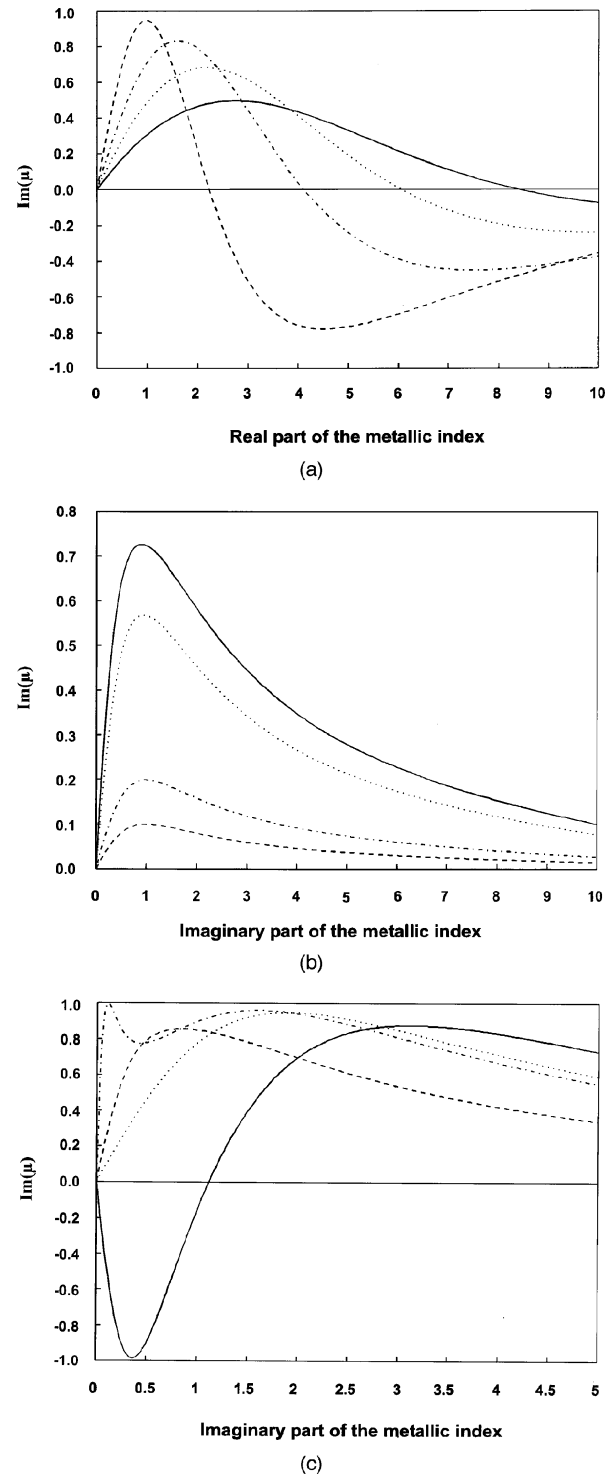 1.0
0.8
0.6
0.4
0.2
0.0
-0.2
-0.4
-0.6
-0.8
-1.0
Im(μ)
0 1 2 3 4 5 6 7 8 9 10
Real part of the metallic index
(a)
0.8
0.7
0.6
0.5
0.4
0.3
0.2
0.1
0.0
Im(μ)
0 1 2 3 4 5 6 7 8 9 10
Imaginary part of the metallic index
(b)
1.0
0.8
0.6
0.4
0.2
0.0
-0.2
-0.4
-0.6
-0.8
-1.0
Im(μ)
0 0.5 1 1.5 2 2.5 3 3.5 4 4.5 5
Imaginary part of the metallic index
(c)